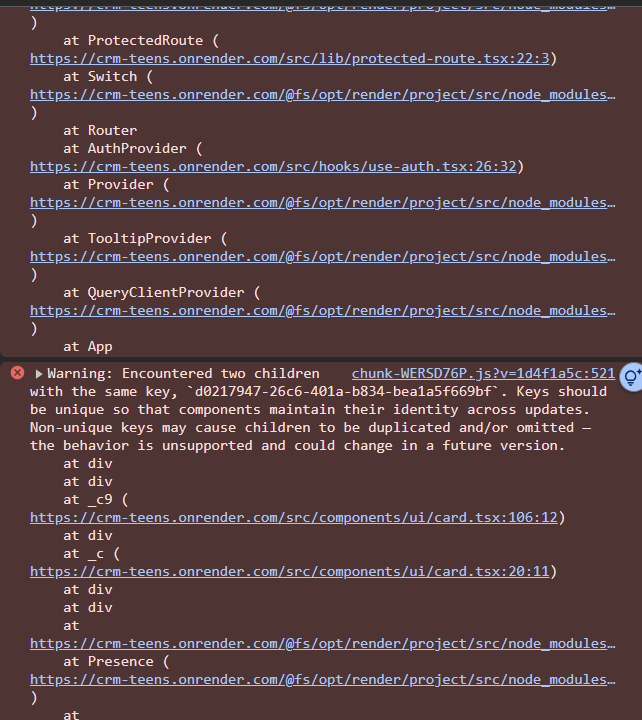 https://crm-teens.onrender.com/@fs/opt/render/project/src/node_modules…
)
at ProtectedRoute (
https://crm-teens.onrender.com/src/lib/protected-route.tsx:22:3)
at Switch (
https://crm-teens.onrender.com/@fs/opt/render/project/src/node_modules…
)
at Router
at AuthProvider (
https://crm-teens.onrender.com/src/hooks/use-auth.tsx:26:32)
at Provider (
https://crm-teens.onrender.com/@fs/opt/render/project/src/node_modules…
)
at TooltipProvider (
https://crm-teens.onrender.com/@fs/opt/render/project/src/node_modules…
)
at QueryClientProvider (
https://crm-teens.onrender.com/@fs/opt/render/project/src/node_modules…
)
at App
Warning: Encountered two children chunk-WERSD76P.js?v=1d4f1a5c:521
with the same key, `d0217947-26c6-401a-b834-bea1a5f669bf`. Keys should
be unique so that components maintain their identity across updates.
Non-unique keys may cause children to be duplicated and/or omitted —
the behavior is unsupported and could change in a future version.
at div
at div
at _c9 (
https://crm-teens.onrender.com/src/components/ui/card.tsx:106:12)
at div
at _c (
https://crm-teens.onrender.com/src/components/ui/card.tsx:20:11)
at div
at div
at
https://crm-teens.onrender.com/@fs/opt/render/project/src/node_modules…
at Presence (
https://crm-teens.onrender.com/@fs/opt/render/project/src/node_modules…
)
at